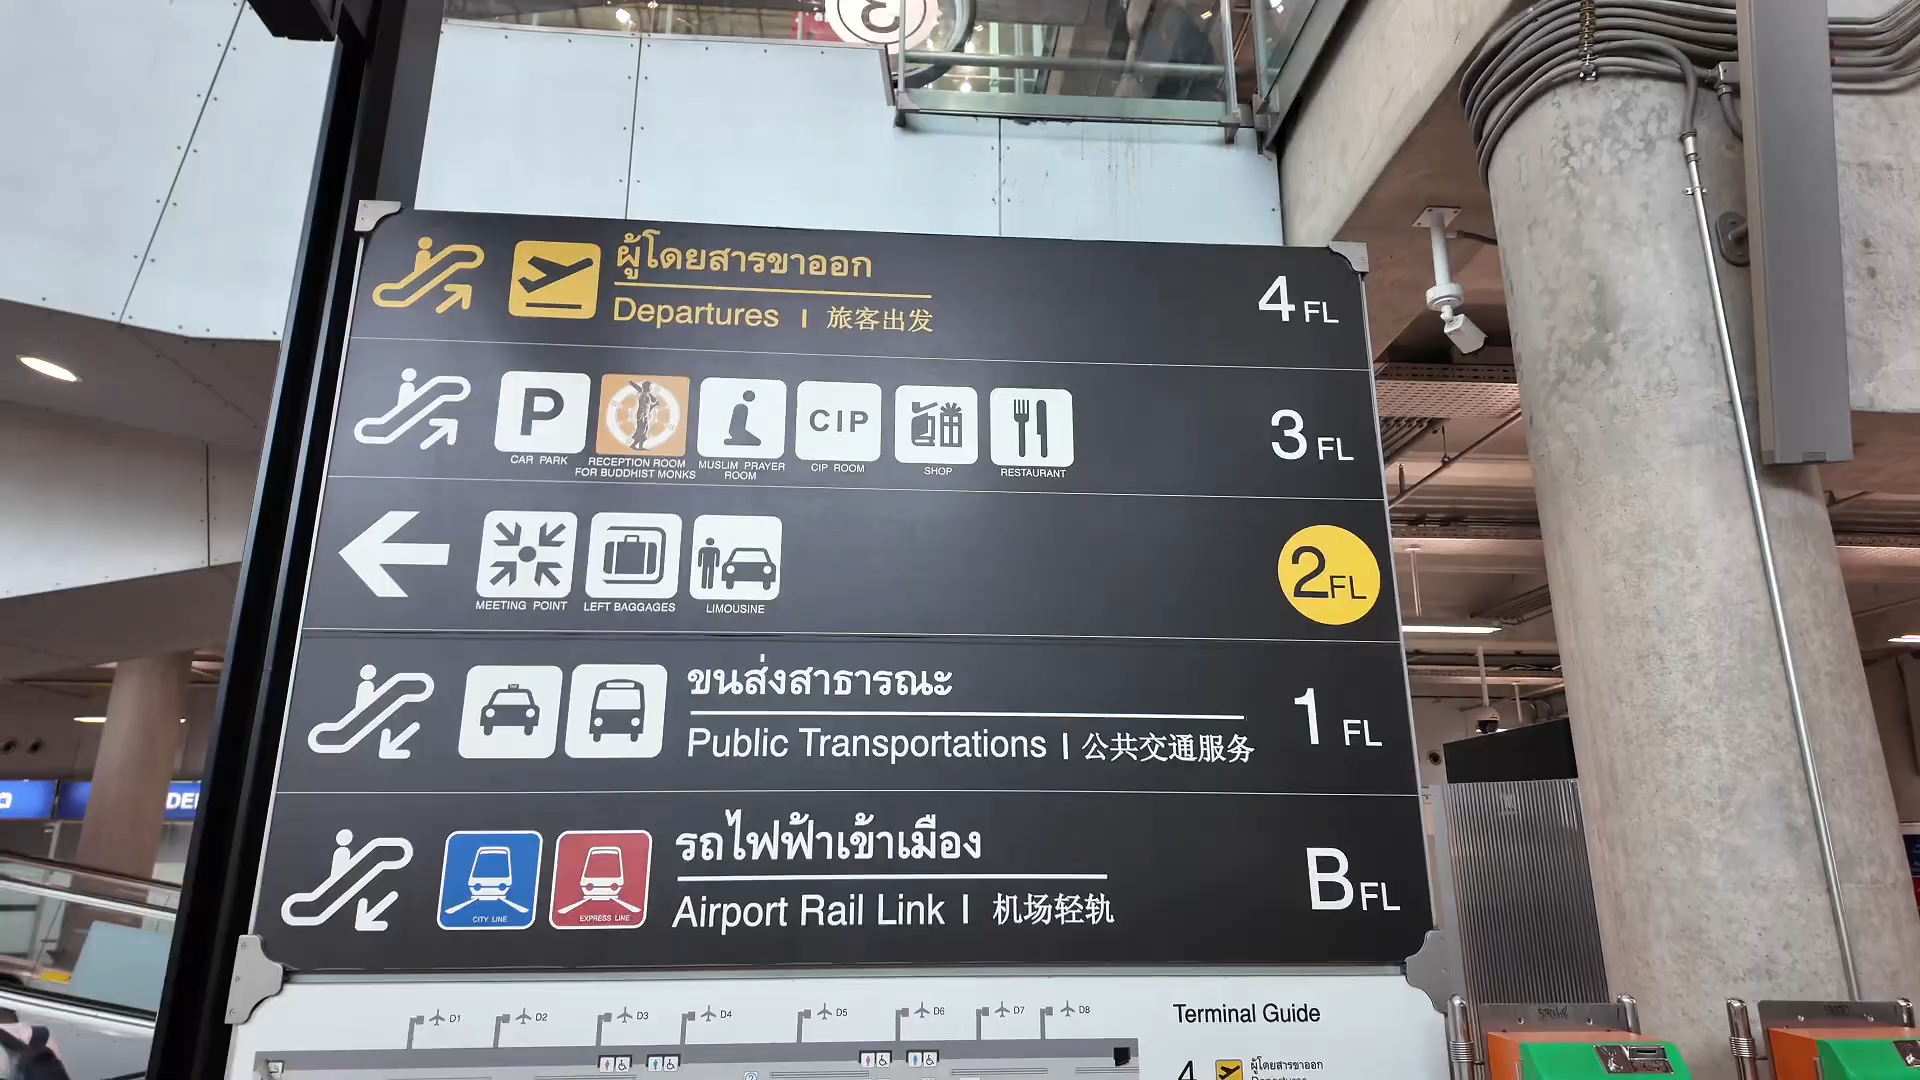 ผู้โดยสารขาออก
Departures | 旅客出发
4 FL
P
CIP
CAR PARK
RECEPTION ROOM
FOR BUDDHIST MONKS
MUSLIM PRAYER
ROOM
CIP ROOM
SHOP
RESTAURANT
3 FL
MEETING POINT
LEFT BAGGAGES
LIMOUSINE
2FL
ขนส่งสาธารณะ
Public Transportations | 公共交通服务
1 FL
CITY LINE
EXPRESS LINE
รถไฟฟ้าเข้าเมือง
Airport Rail Link | 机场轻轨
B FL
D1
D2
D3
D4
D5
D6
D7
D8
Terminal Guide
4
ผู้โดยสารขาออก
Departures